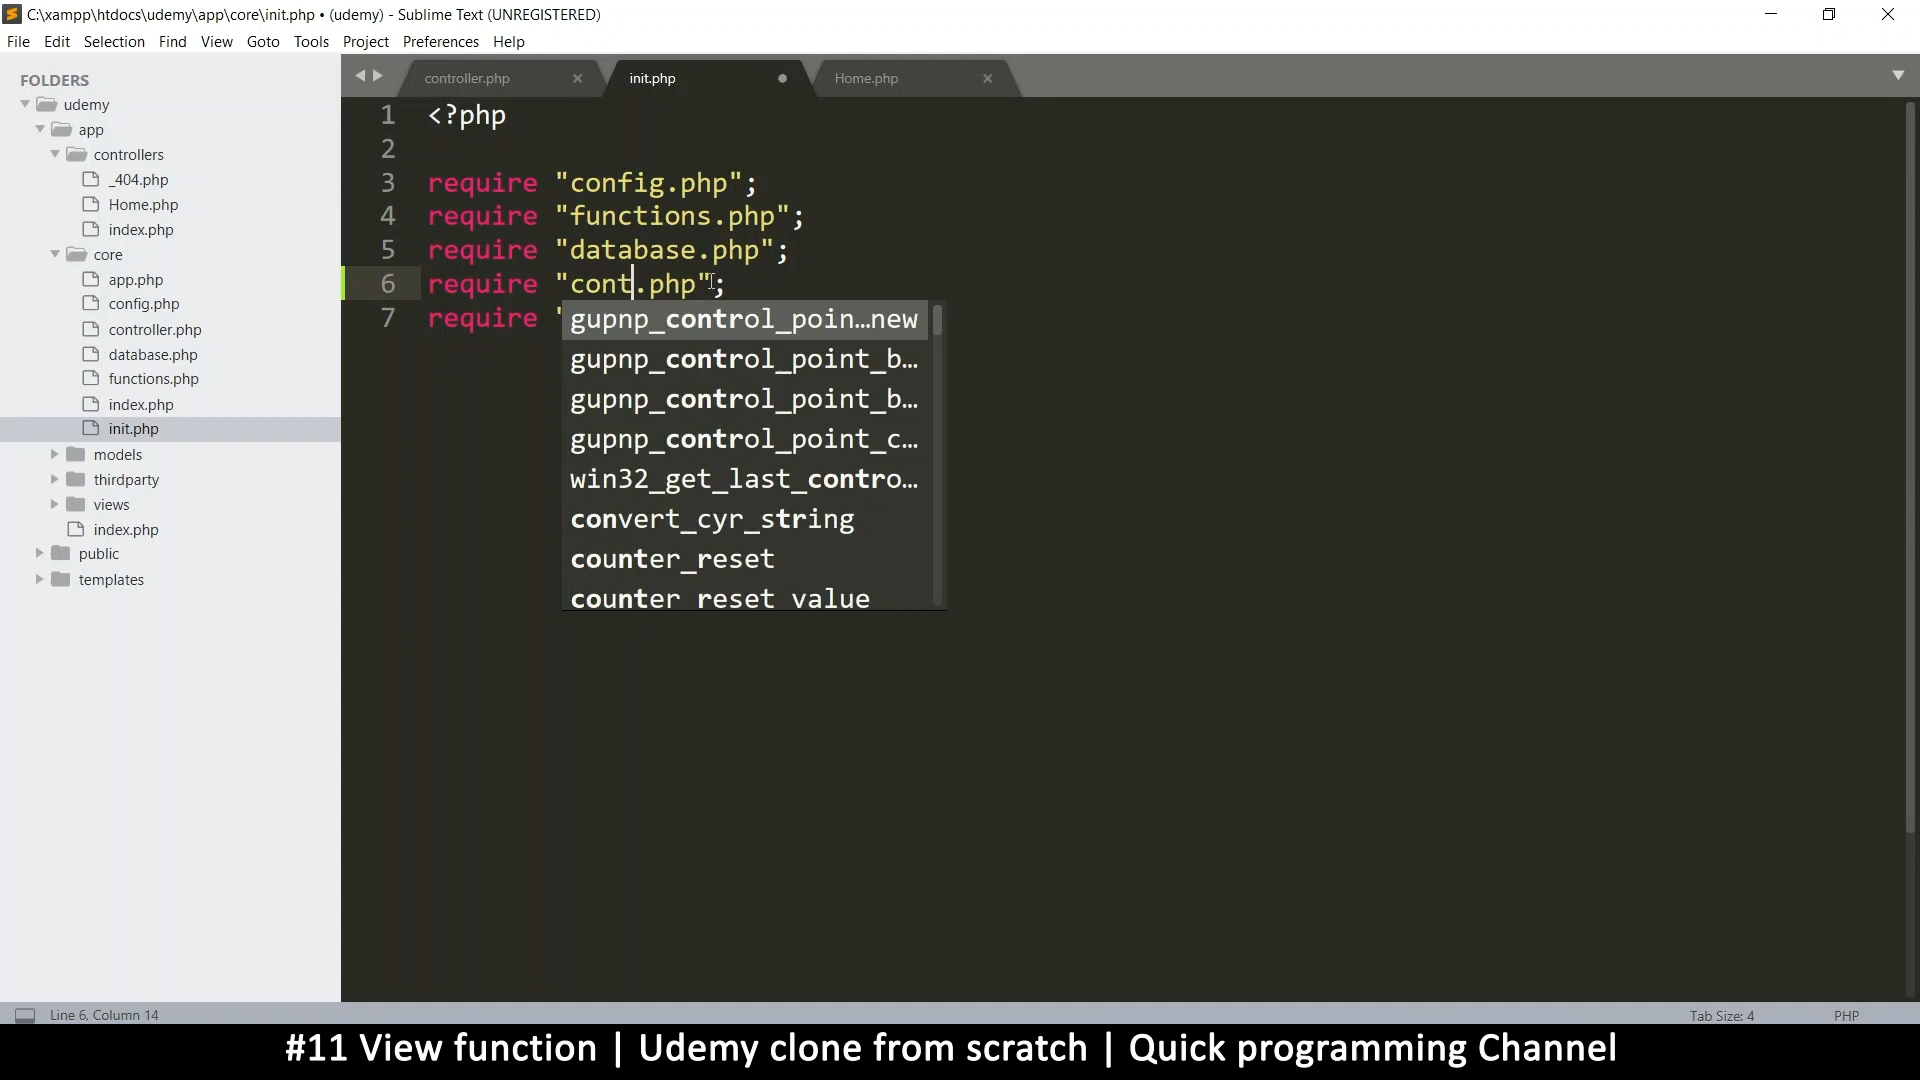 C:\xampp\htdocs\udemy\app\core\init.php • (udemy) - Sublime Text (UNREGISTERED)
File Edit Selection Find View Goto Tools Project Preferences Help
FOLDERS
udemy
app
controllers
_404.php
Home.php
index.php
core
app.php
config.php
controller.php
database.php
functions.php
index.php
init.php
models
thirdparty
views
index.php
public
templates
controller.php init.php Home.php
1 <?php
2
3 require "config.php";
4 require "functions.php";
5 require "database.php";
6 require "cont.php";
7 require "
gupnp_control_poin…new
gupnp_control_point_b…
gupnp_control_point_b…
gupnp_control_point_c…
win32_get_last_contro…
convert_cyr_string
counter_reset
counter_reset_value
Line 6, Column 14 Tab Size: 4 PHP
#11 View function | Udemy clone from scratch | Quick programming Channel